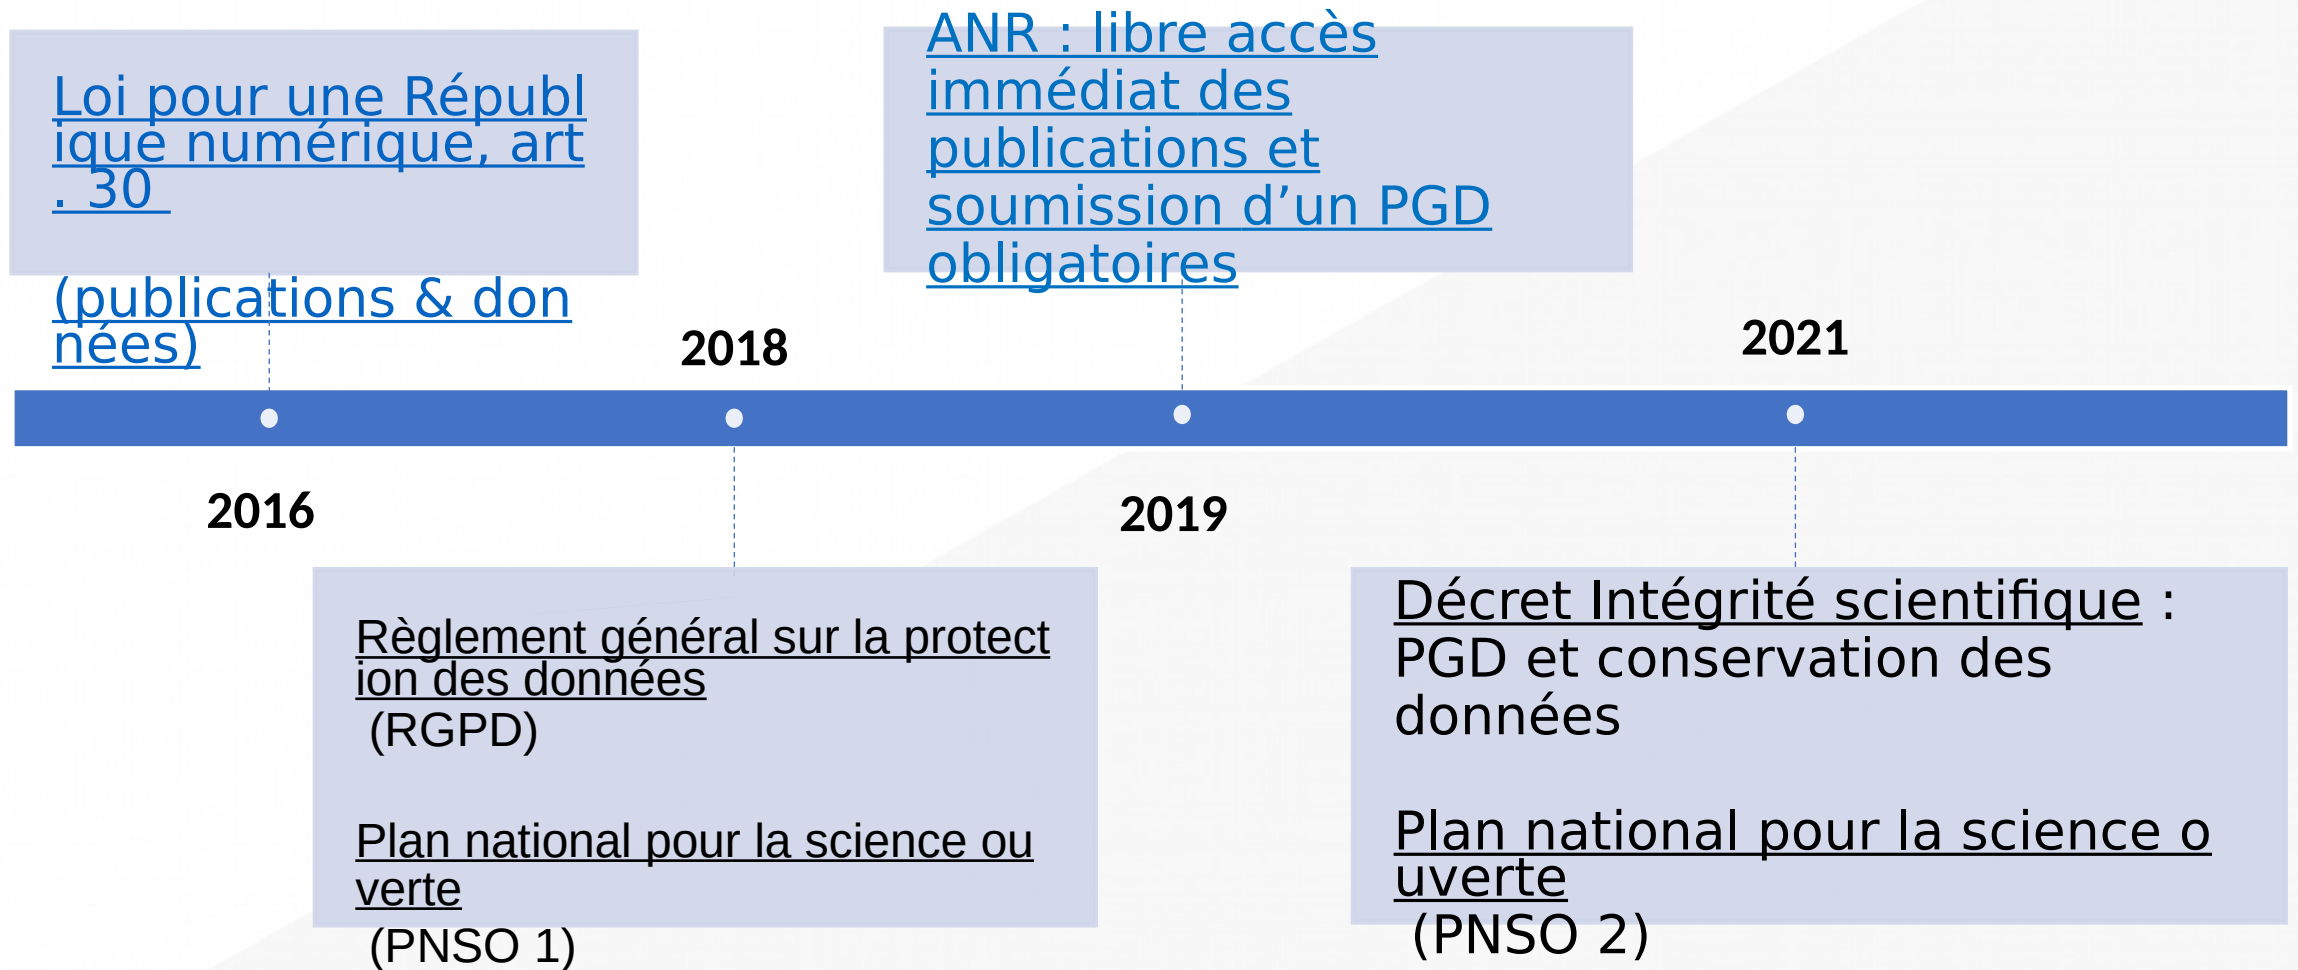 Loi pour une Républ
ique numérique, art
. 30
(publications & don
nées)
ANR : libre accès
immédiat des
publications et
soumission d’un PGD
obligatoires
2018
2021
2016
2019
Règlement général sur la protect
ion des données
(RGPD)
Plan national pour la science ou
verte
(PNSO 1)
Décret Intégrité scientifique :
PGD et conservation des
données
Plan national pour la science o
uverte
(PNSO 2)